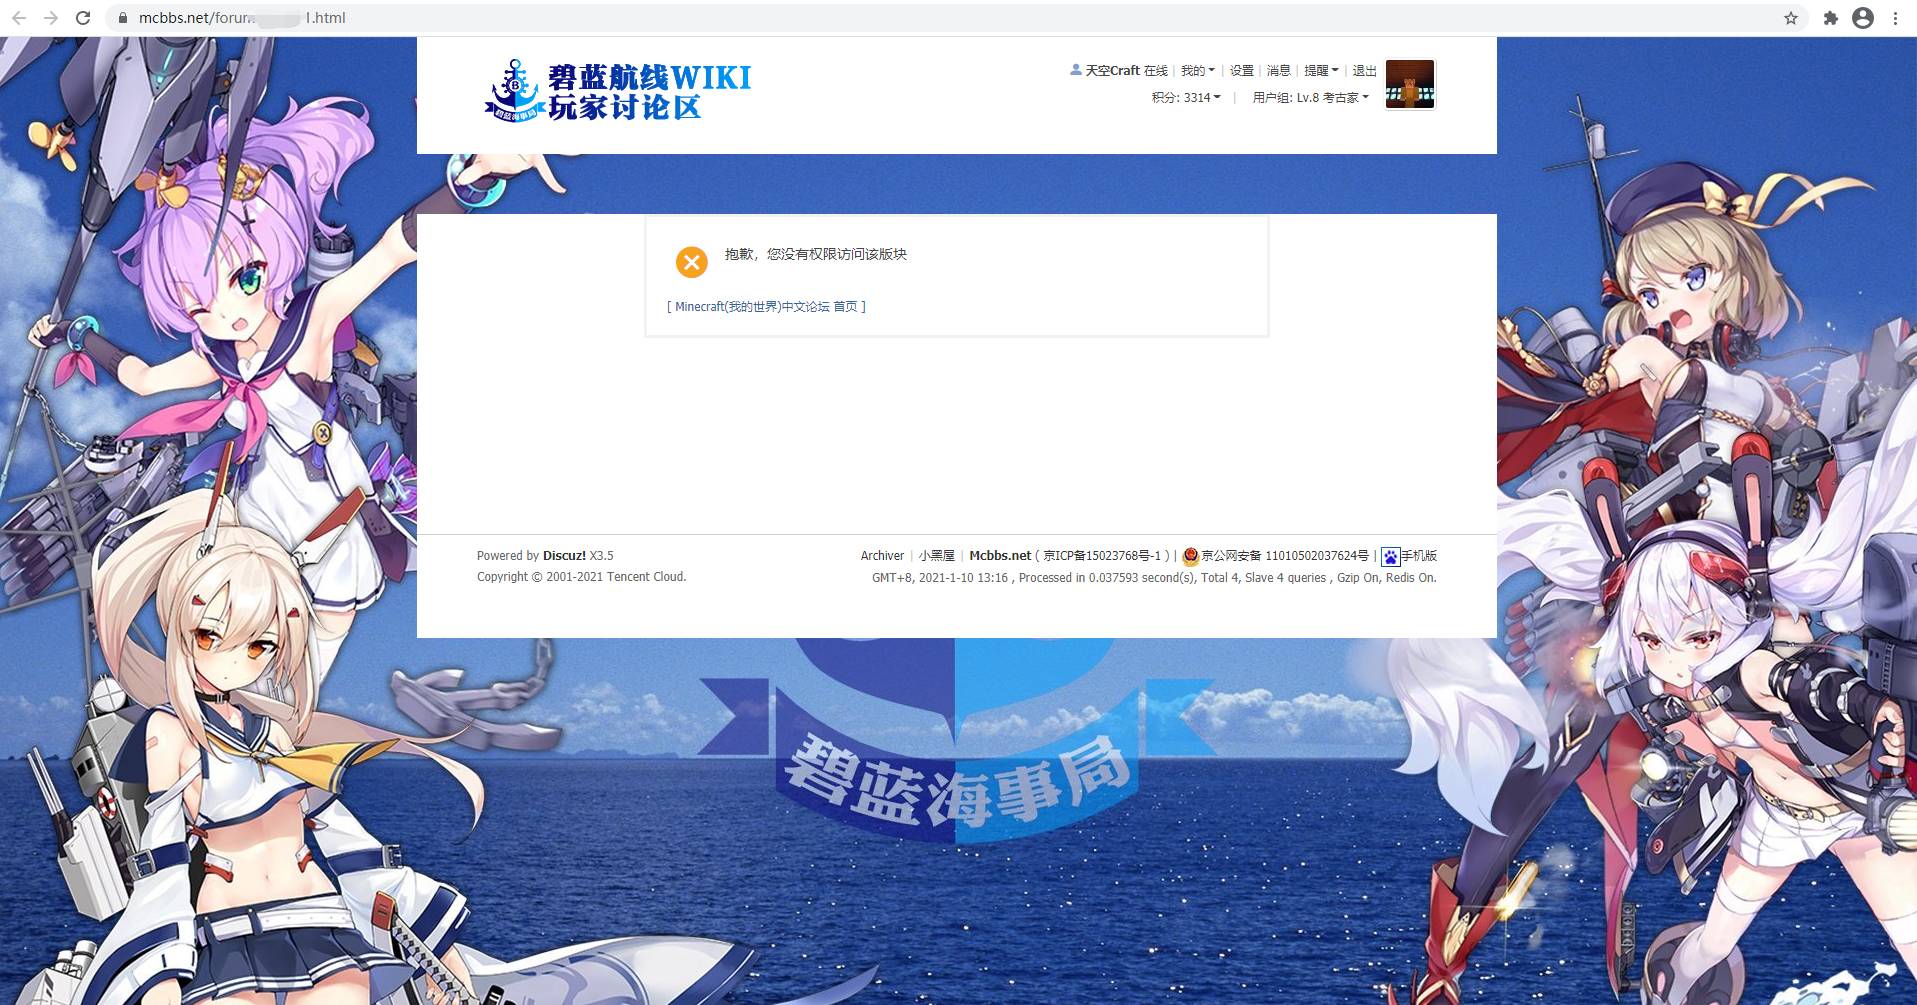 mcbbs.net/forum 1.html
碧蓝航线WIKI
玩家讨论区
碧蓝海事局
B
天空Craft 在线 | 我的 | 设置 | 消息 | 提醒 | 退出
积分: 3314 | 用户组: Lv.8 考古家
抱歉，您没有权限访问该版块
[ Minecraft(我的世界)中文论坛 首页 ]
Powered by Discuz! X3.5
Copyright © 2001-2021 Tencent Cloud.
Archiver | 小黑屋 | Mcbbs.net ( 京ICP备15023768号-1 ) | 京公网安备 11010502037624号 | 手机版
GMT+8, 2021-1-10 13:16 , Processed in 0.037593 second(s), Total 4, Slave 4 queries , Gzip On, Redis On.
碧蓝海事局